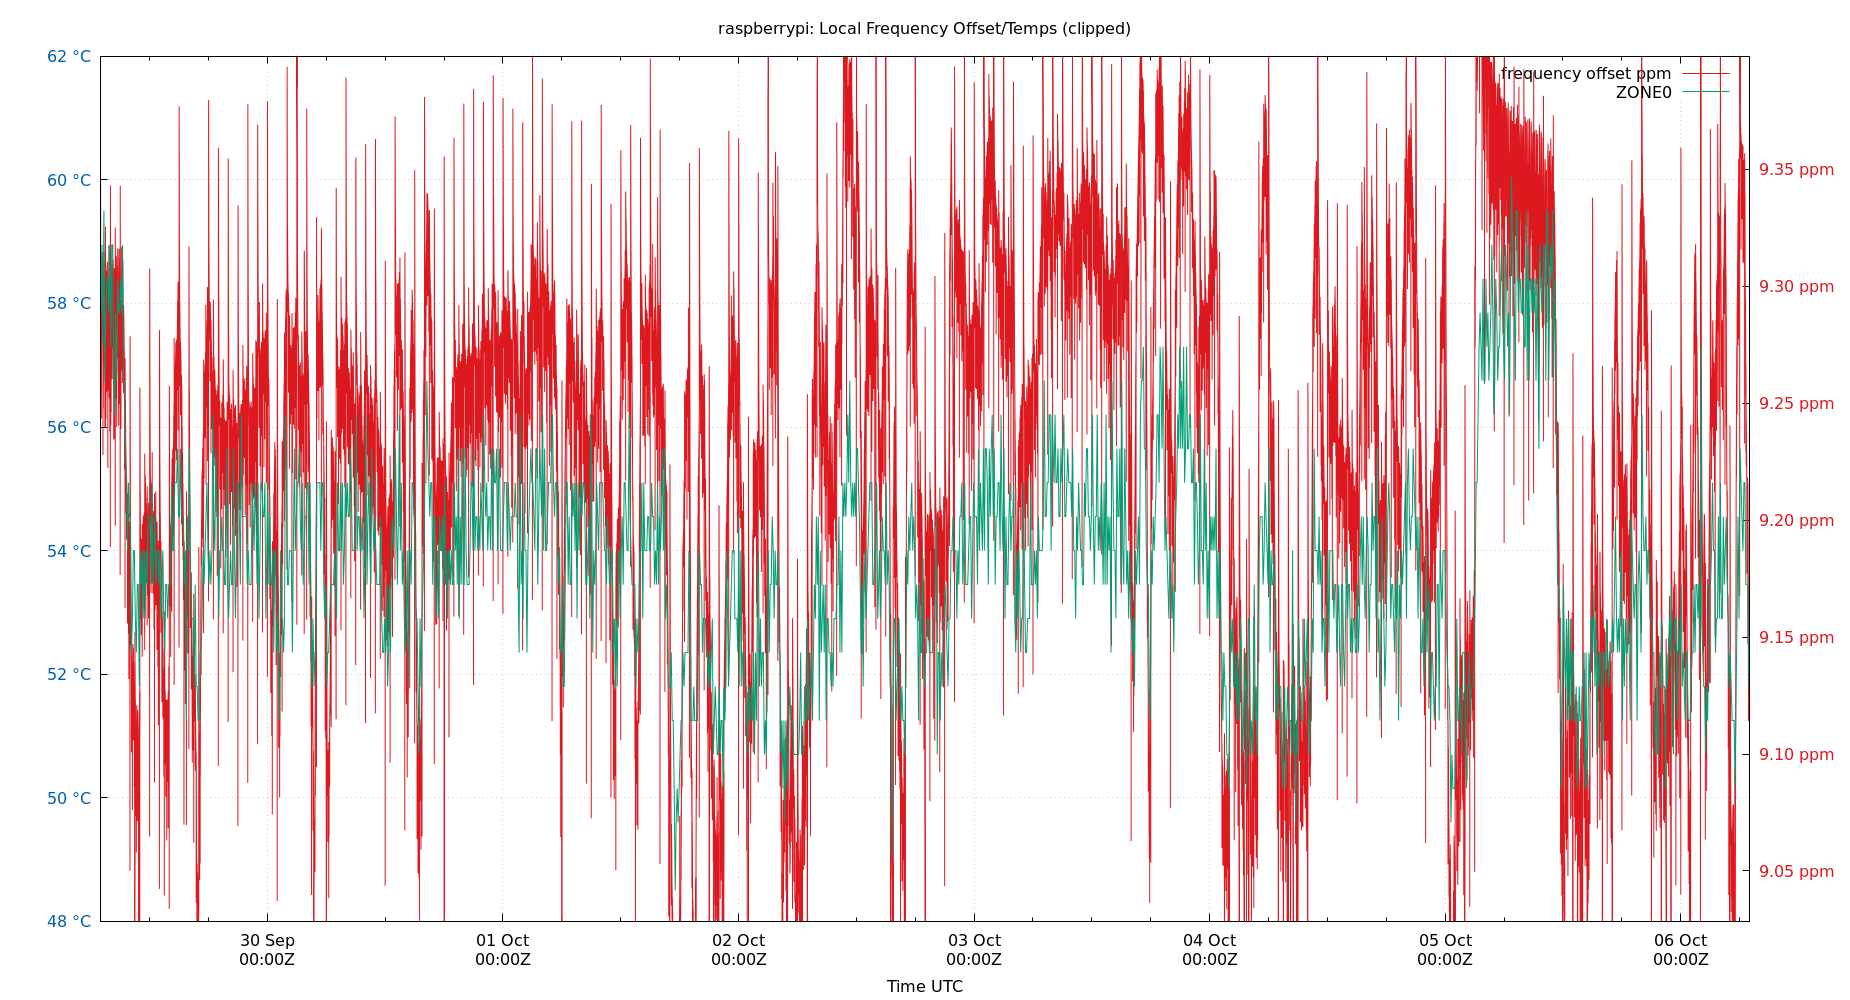 raspberrypi: Local Frequency Offset/Temps (clipped)
62 °C
60 °C
58 °C
56 °C
54 °C
52 °C
50 °C
48 °C
frequency offset ppm
ZONE0
9.35 ppm
9.30 ppm
9.25 ppm
9.20 ppm
9.15 ppm
9.10 ppm
9.05 ppm
30 Sep 01 Oct 02 Oct 03 Oct 04 Oct 05 Oct 06 Oct
00:00Z 00:00Z 00:00Z 00:00Z 00:00Z 00:00Z 00:00Z
Time UTC